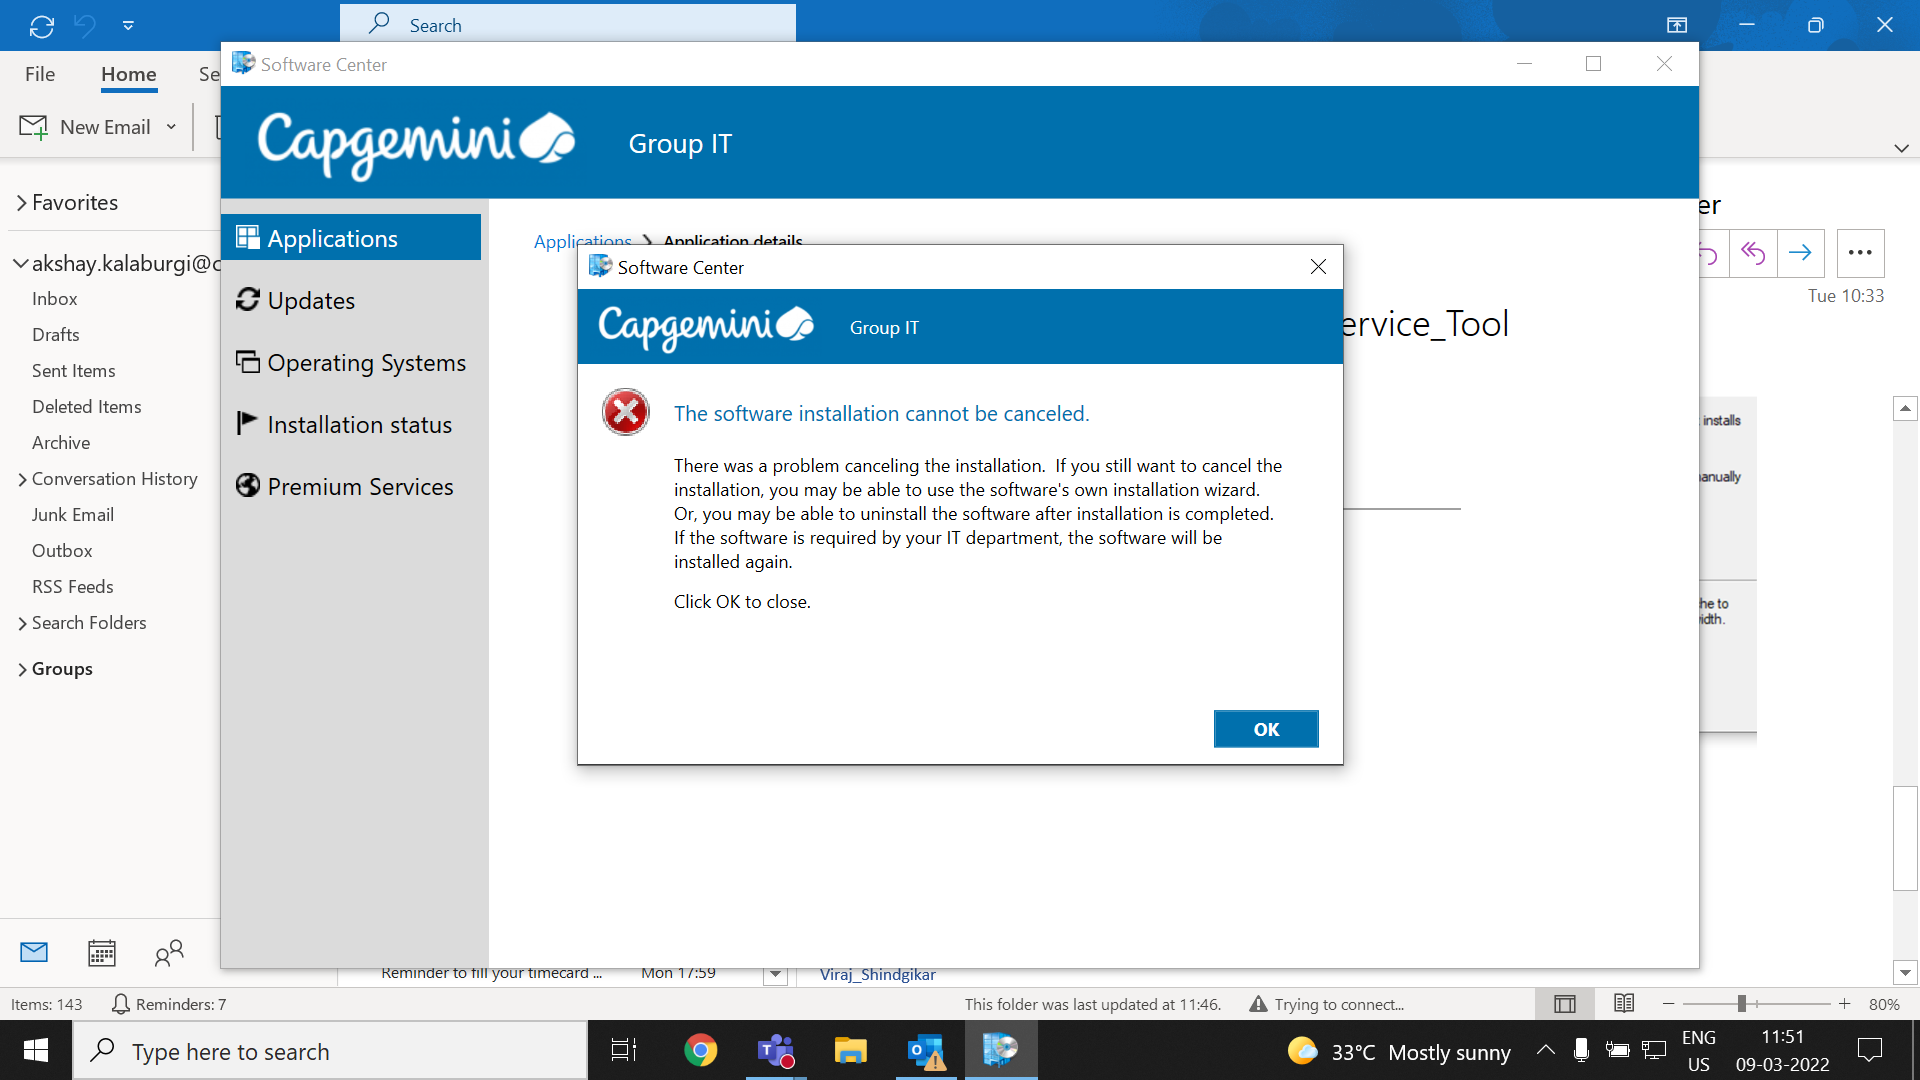 Search
File
Home
Se
New Email
Favorites
akshay.kalaburgi@c
Inbox
Drafts
Sent Items
Deleted Items
Archive
Conversation History
Junk Email
Outbox
RSS Feeds
Search Folders
Groups
Software Center
Capgemini
Group IT
Applications
Updates
Operating Systems
Installation status
Premium Services
Applications > Application details
ervice_Tool
Software Center
Capgemini
Group IT
The software installation cannot be canceled.
There was a problem canceling the installation. If you still want to cancel the
installation, you may be able to use the software's own installation wizard.
Or, you may be able to uninstall the software after installation is completed.
If the software is required by your IT department, the software will be
installed again.
Click OK to close.
OK
er
Tue 10:33
installs
anually
he to
idth.
Reminder to fill your timecard ...
Mon 17:59
Viraj_Shindgikar
Items: 143
Reminders: 7
This folder was last updated at 11:46.
Trying to connect...
80%
Type here to search
33°C Mostly sunny
ENG
US
11:51
09-03-2022